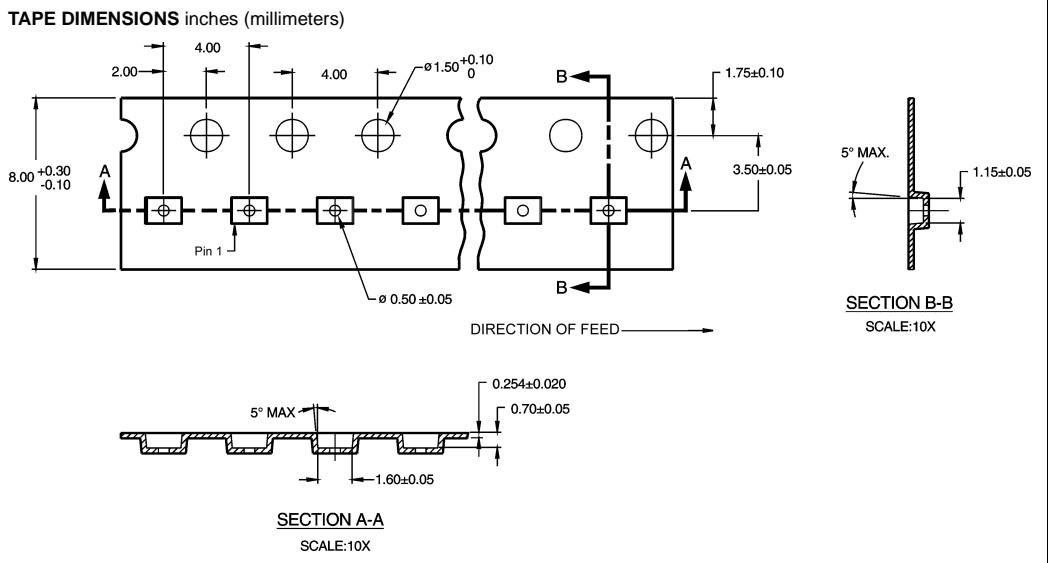 TAPE DIMENSIONS inches (millimeters)
4.00
2.00
4.00
ø1.50 +0.10
0
B
1.75±0.10
8.00 +0.30
-0.10
A
A
3.50±0.05
5° MAX.
1.15±0.05
Pin 1
ø 0.50 ±0.05
B
SECTION B-B
SCALE:10X
DIRECTION OF FEED
0.254±0.020
0.70±0.05
5° MAX
1.60±0.05
SECTION A-A
SCALE:10X